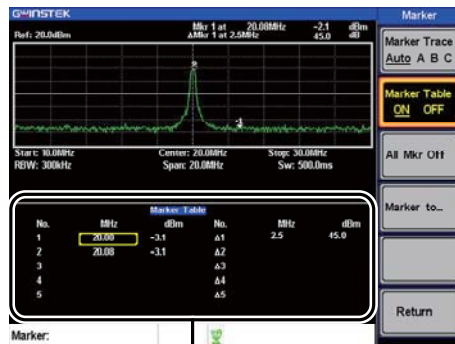 GWINSTEK
Ref: 20.0dBm
Mkr 1 at 20.08MHz -2.1 dBm
ΔMkr 1 at 2.5MHz 45.0 dB
Start: 10.0MHz Center: 20.0MHz Stop: 30.0MHz
RBW: 300kHz Span: 20.0MHz Sw: 500.0ms
Marker Table
No. MHz dBm No. MHz dBm
1 20.00 -3.1 Δ1 2.5 45.0
2 20.08 -3.1 Δ2
3 Δ3
4 Δ4
5 Δ5
Marker:
Marker
Marker Trace
Auto A B C
Marker Table
ON OFF
All Mkr Off
Marker to...
Return